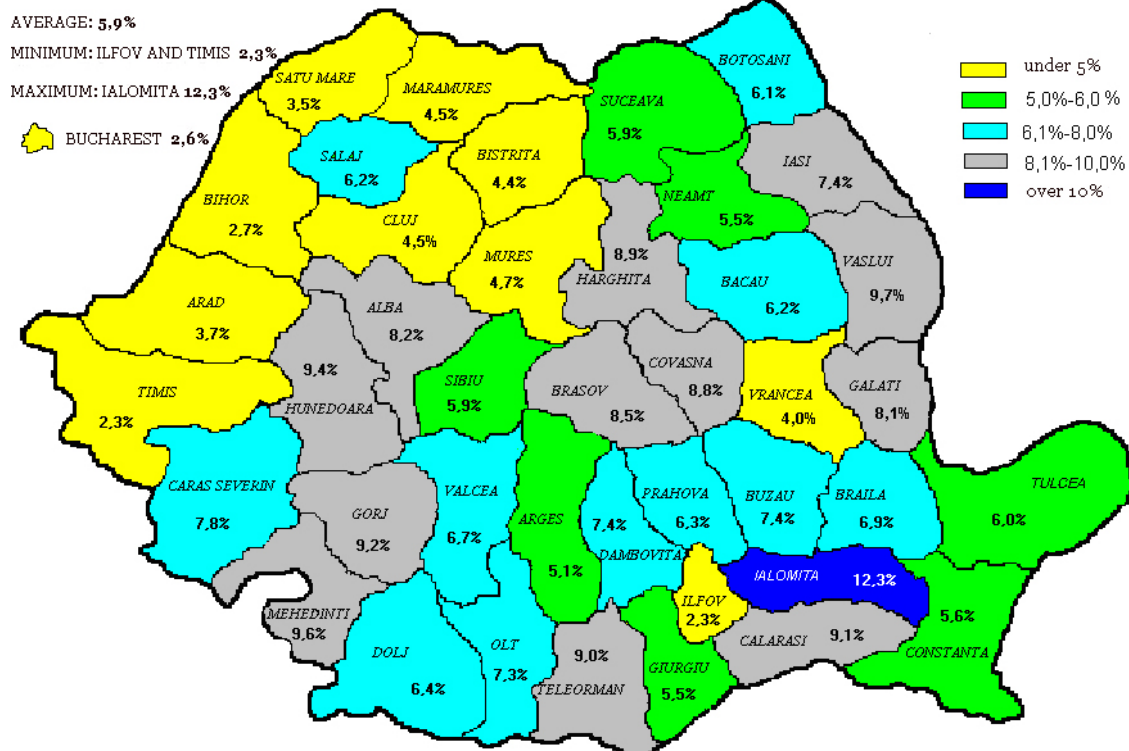 AVERAGE: 5,9%
MINIMUM: ILFOV AND TIMIS 2,3%
MAXIMUM: IALOMITA 12,3%
BUCHAREST 2,6%
under 5%
5,0%-6,0 %
6,1%-8,0%
8,1%-10,0%
over 10%
BOTOSANI
6,1%
SATU MARE
3,5%
MARAMURES
4,5%
SUCEAVA
5,9%
SALAJ
6,2%
BISTRITA
4,4%
IASI
7,4%
NEAMT
5,5%
BIHOR
2,7%
CLUJ
4,5%
MURES
4,7%
8,9%
HARGHITA
BACAU
6,2%
VASLUI
9,7%
ARAD
3,7%
ALBA
8,2%
9,4%
HUNEDOARA
SIBIU
5,9%
BRASOV
8,5%
COVASNA
8,8%
VRANCEA
4,0%
GALATI
8,1%
TIMIS
2,3%
CARAS SEVERIN
7,8%
GORJ
9,2%
VALCEA
6,7%
ARGES
5,1%
7,4%
DAMBOVITA
PRAHOVA
6,3%
BUZAU
7,4%
BRAILA
6,9%
TULCEA
6,0%
IALOMITA 12,3%
ILFOV
2,3%
MEHEDINTI
9,6%
DOLJ
6,4%
OLT
7,3%
9,0%
TELEORMAN
GIURGIU
5,5%
CALARASI
9,1%
5,6%
CONSTANTA